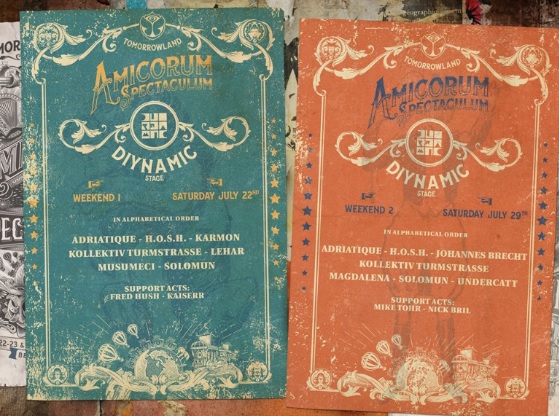 TOMORROWLAND
AMICORUM
SPECTACULUM
DIYNAMIC
STAGE
WEEKEND 1
SATURDAY JULY 22ND
IN ALPHABETICAL ORDER
ADRIATIQUE - H.O.S.H. - KARMON
KOLLEKTIV TURMSTRASSE - LEHAR
MUSUMECI - SOLOMUN
SUPPORT ACTS:
FRED HUSH - KAISERR
TOMORROWLAND
AMICORUM
SPECTACULUM
DIYNAMIC
STAGE
WEEKEND 2
SATURDAY JULY 29TH
IN ALPHABETICAL ORDER
ADRIATIQUE - H.O.S.H. - JOHANNES BRECHT
KOLLEKTIV TURMSTRASSE
MAGDALENA - SOLOMUN - UNDERCATT
SUPPORT ACTS:
MIKE TOHR - NICK BRIL